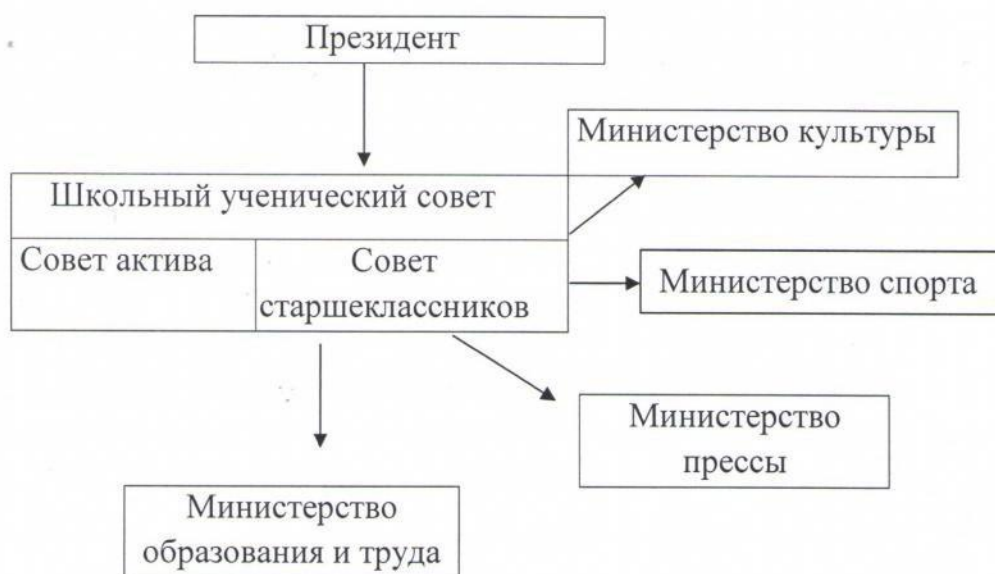 Президент
Министерство культуры
Школьный ученический совет
Совет актива
Совет
старшеклассников
Министерство спорта
Министерство
прессы
Министерство
образования и труда